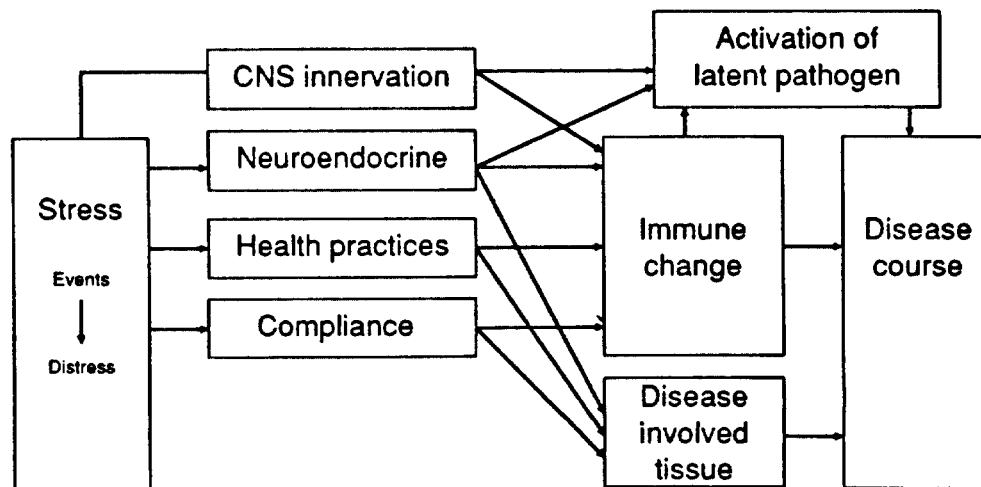 CNS innervation
Activation of
latent pathogen
Neuroendocrine
Stress
Events
Distress
Health practices
Compliance
Immune
change
Disease
course
Disease
involved
tissue